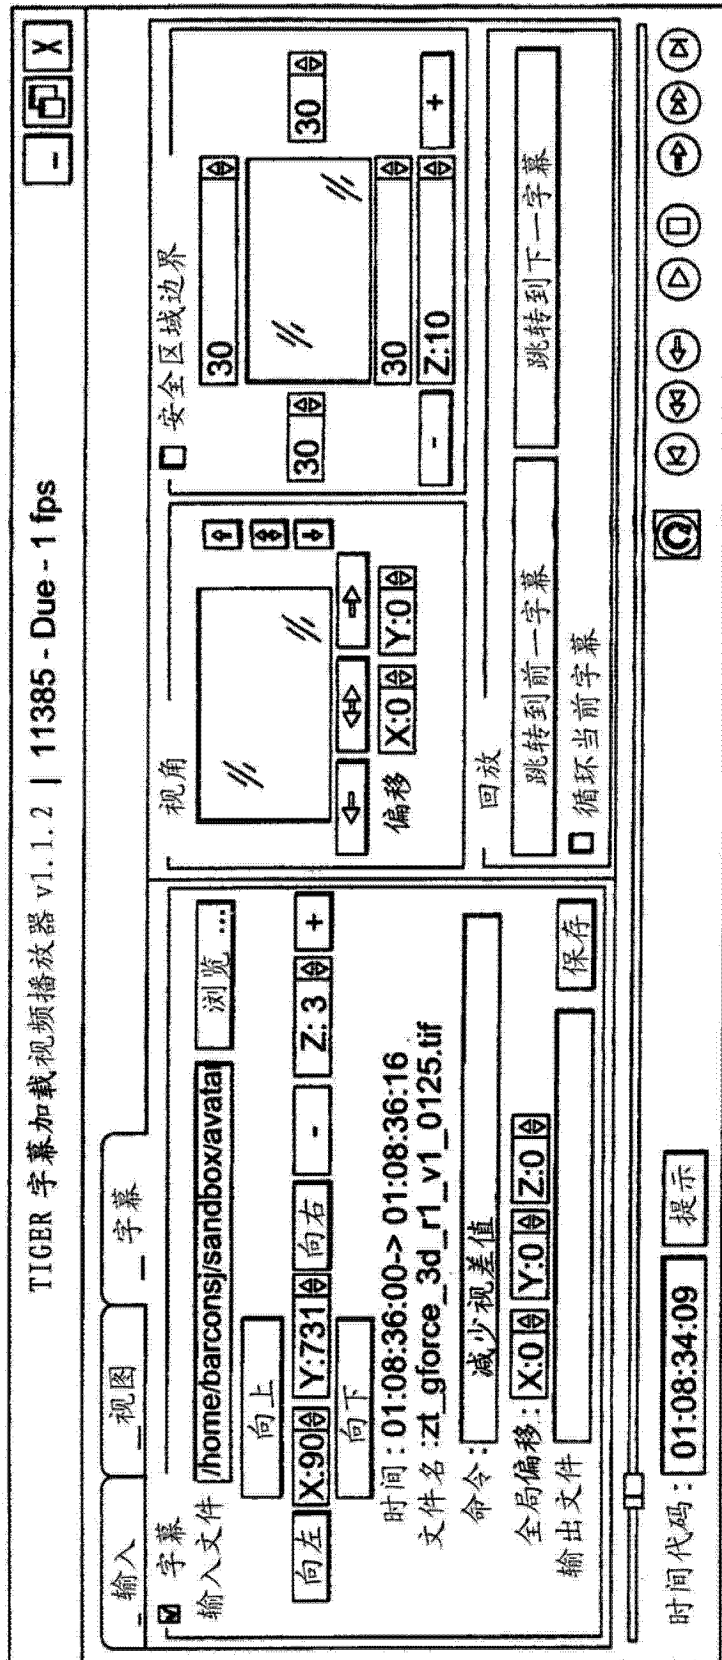 TIGER 字幕加载视频播放器 v1.1.2 | 11385 - Due - 1 fps
- X
_输入 _视图 _字幕
字幕
输入文件 /home/barconsj/sandbox/avatar 浏览 ...
向上
向左 X:90 Y:731 向右 - Z: 3 +
向下
时间: 01:08:36:00-> 01:08:36:16
文件名:zt_gforce_3d_r1_v1_0125.tif
命令: 减少视差值
全局偏移: X:0 Y:0 Z:0
输出文件 保存
视角
偏移 X:0 Y:0
安全区域边界
30
30 30
30
- Z:10 +
回放
跳转到前一字幕 跳转到下一字幕
循环当前字幕
时间代码: 01:08:34:09 提示